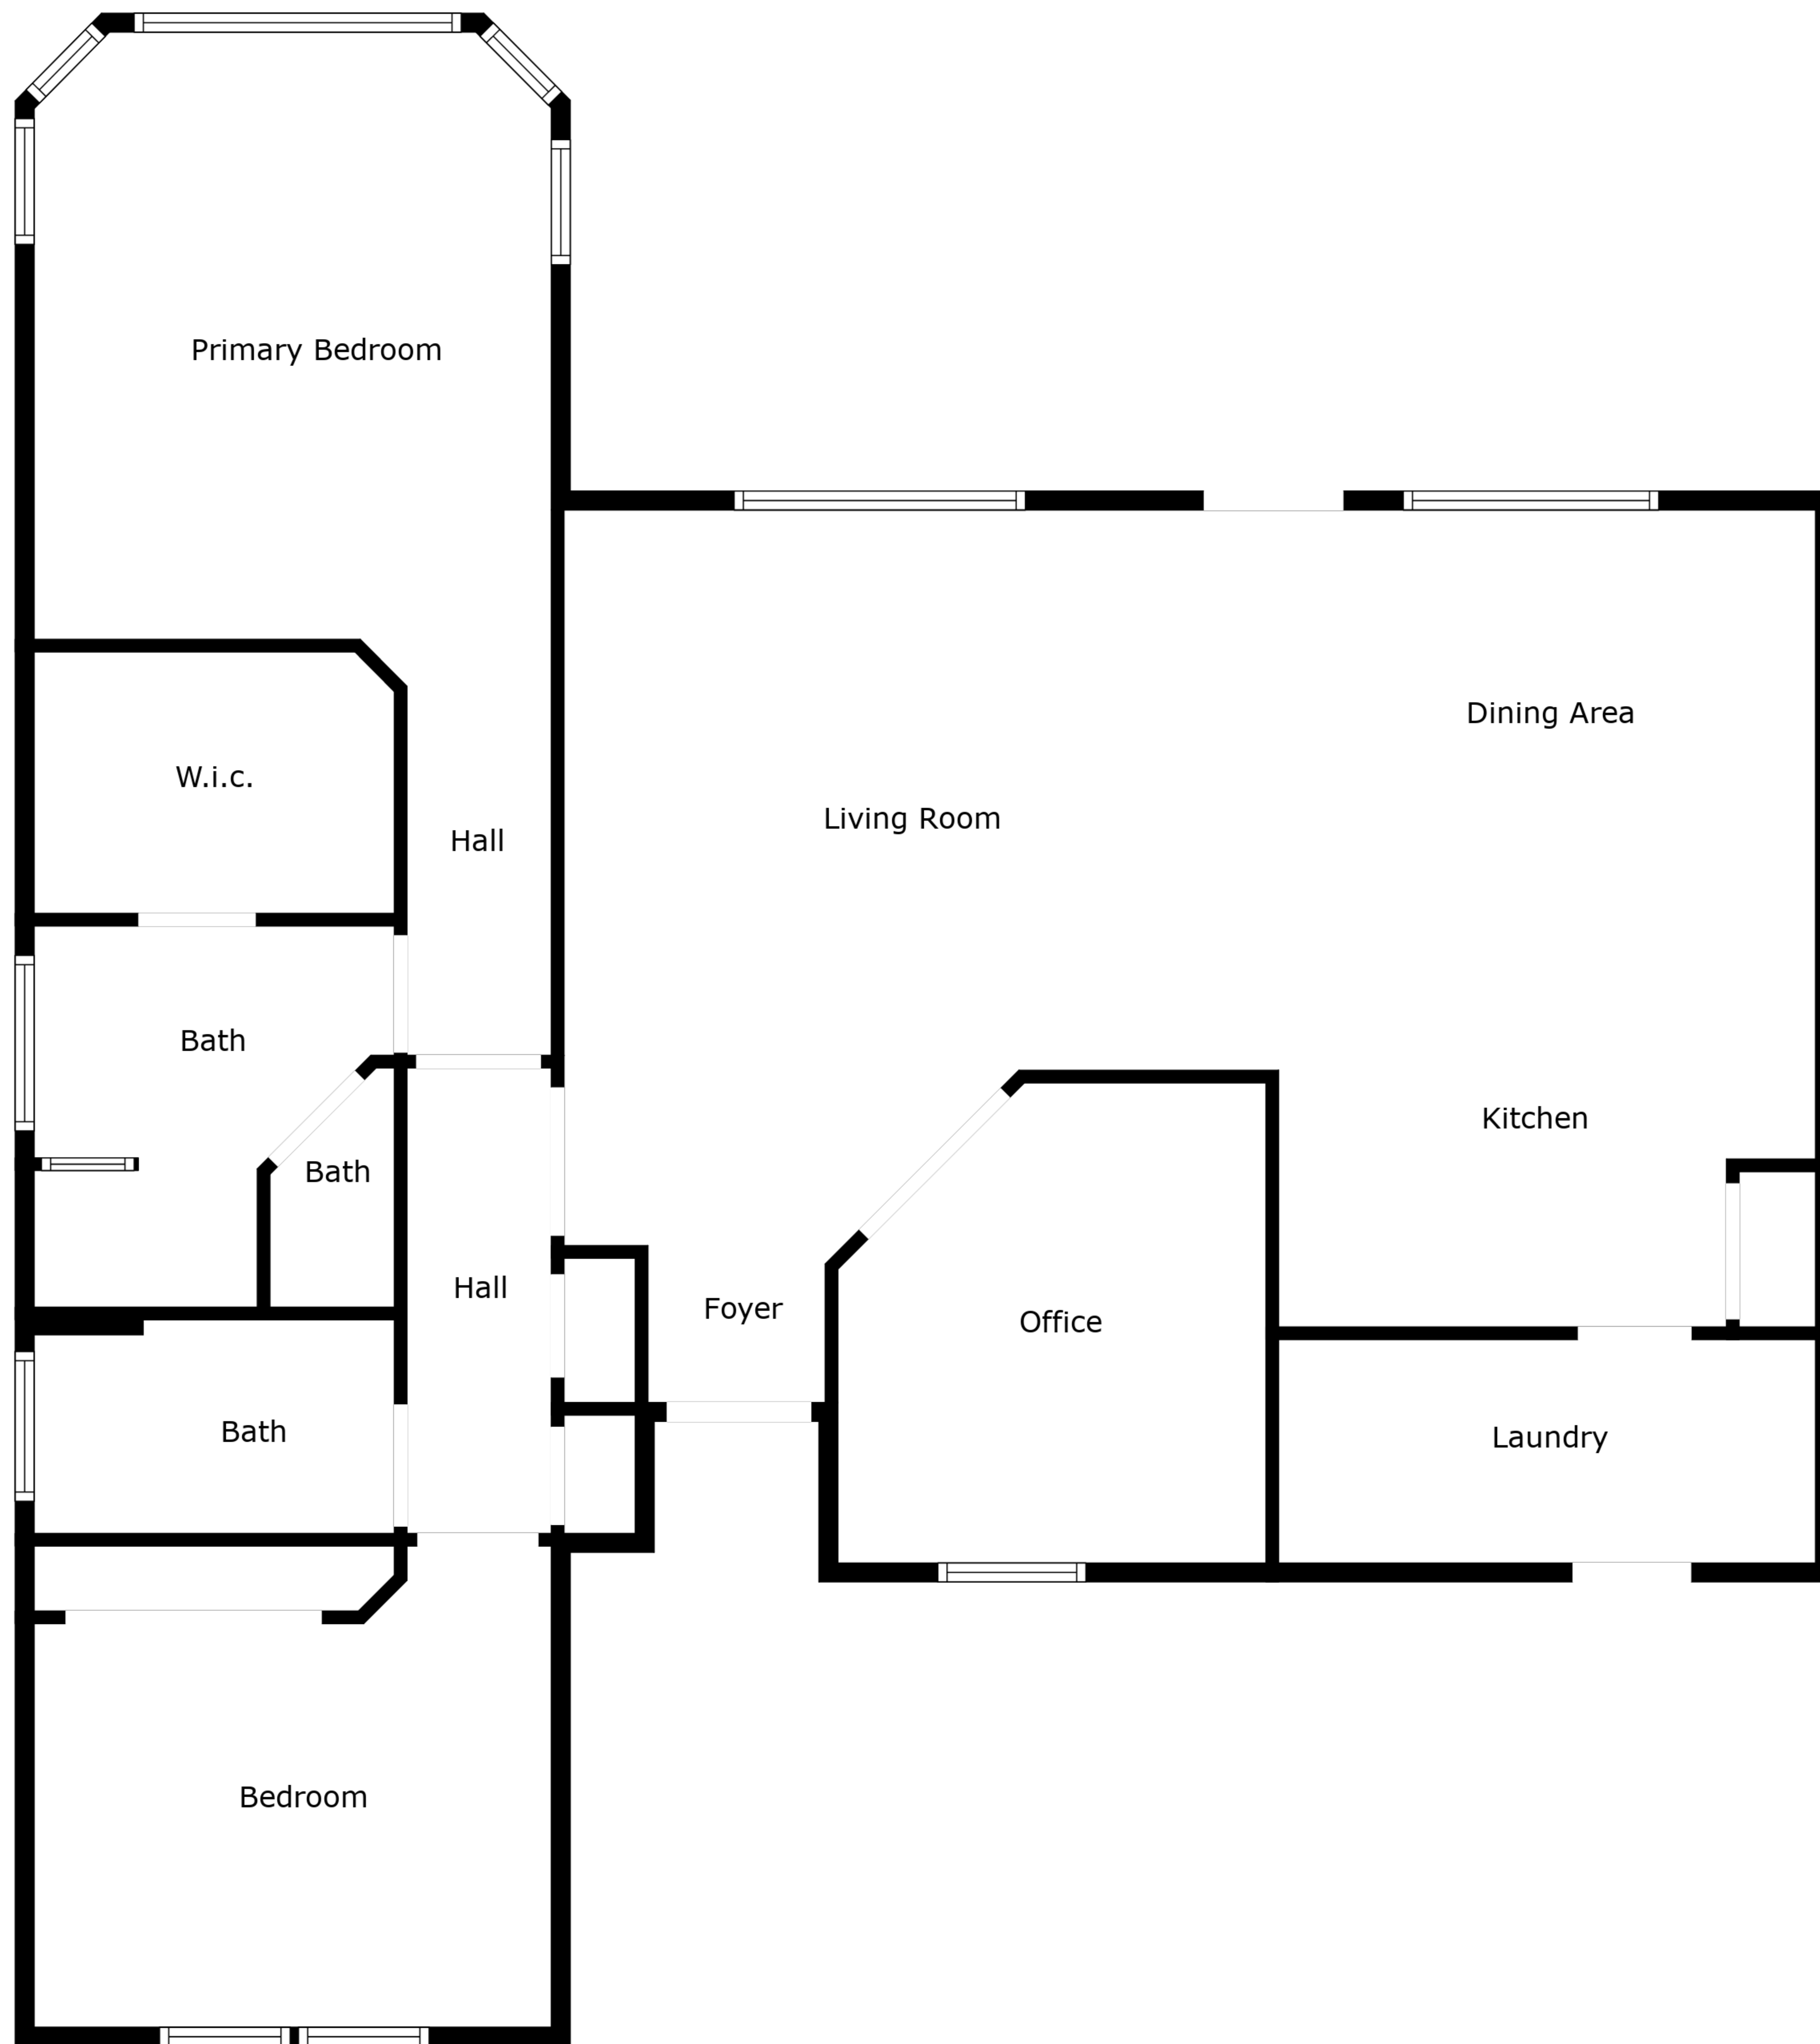 Primary Bedroom
Dining Area
W.i.c.
Living Room
Hall
Bath
Kitchen
Bath
Hall
Foyer
Office
Bath
Laundry
Bedroom